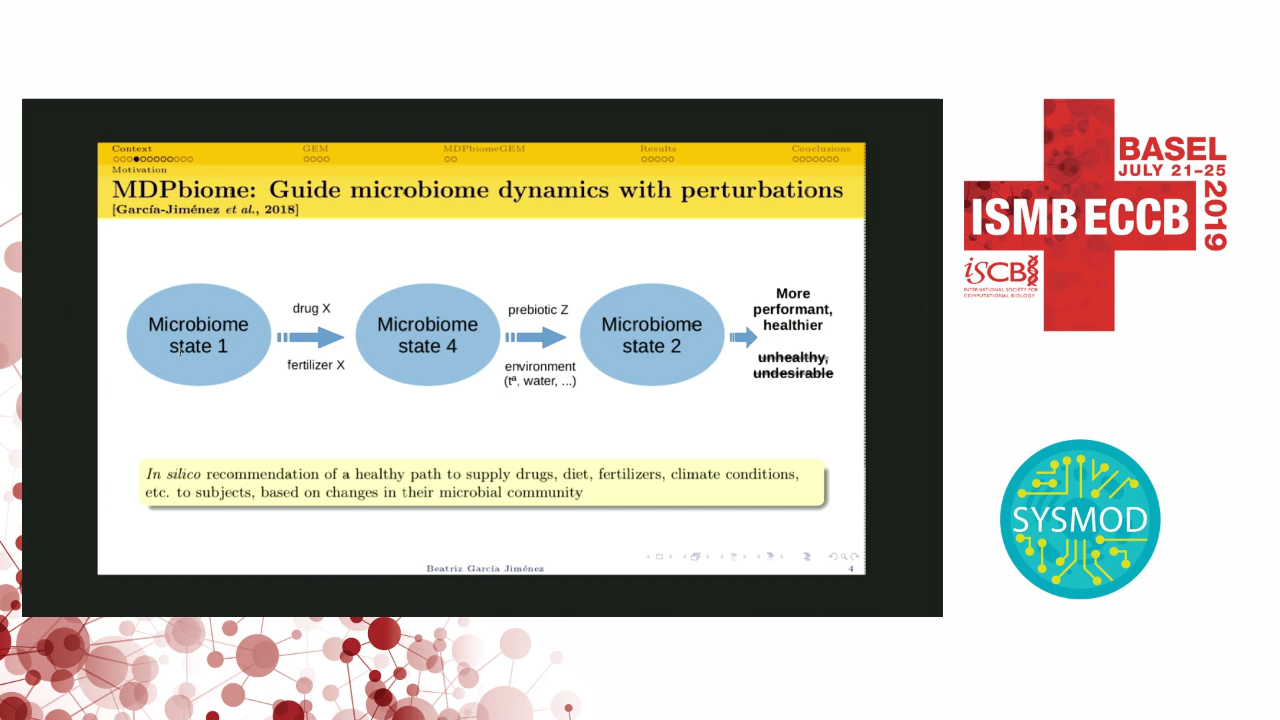 Context
GEM
MDPbiomeGEM
Results
Conclusions
Motivation
MDPbiome: Guide microbiome dynamics with perturbations
[García-Jiménez et al., 2018]
Microbiome
state 1
drug X
fertilizer X
Microbiome
state 4
prebiotic Z
environment
(tª, water, ...)
Microbiome
state 2
More
performant,
healthier
unhealthy,
undesirable
In silico recommendation of a healthy path to supply drugs, diet, fertilizers, climate conditions,
etc. to subjects, based on changes in their microbial community
Beatriz García Jiménez
4
BASEL
JULY 21–25
2019
ISMB ECCB
iSCB
INTERNATIONAL SOCIETY FOR
COMPUTATIONAL BIOLOGY
SYSMOD